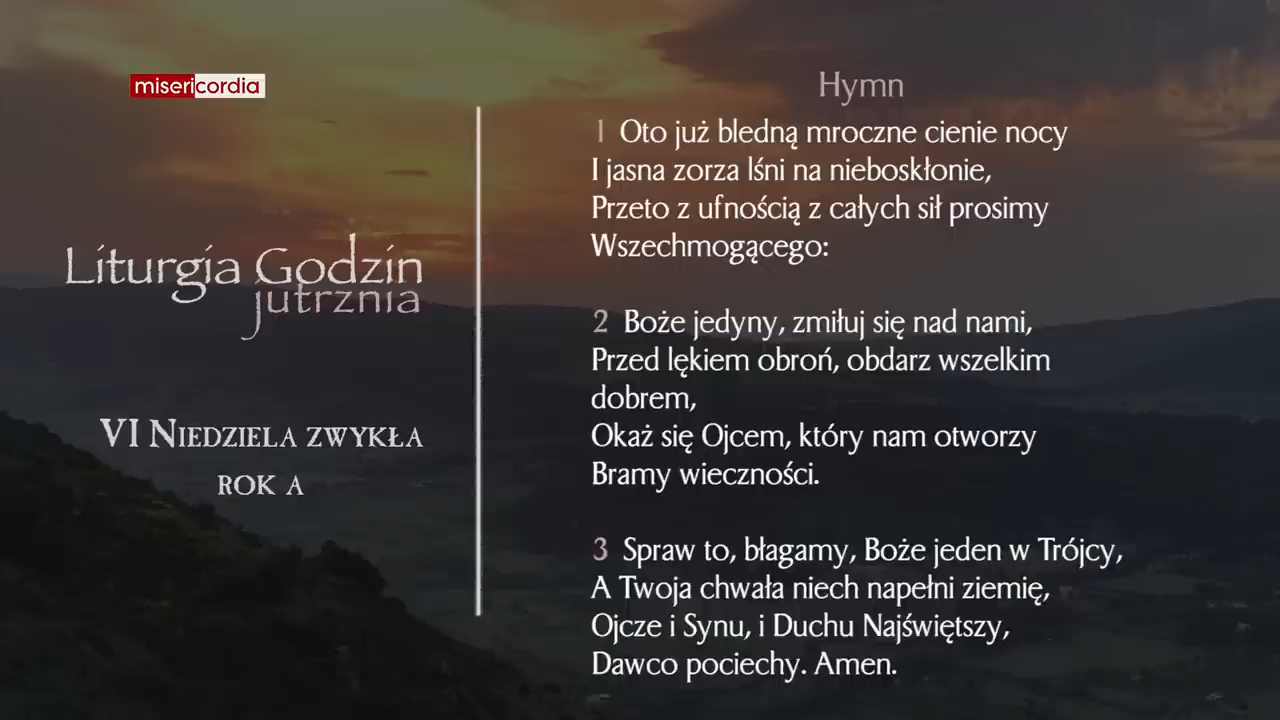 misericordia
Liturgia Godzin
jutrznia
VI Niedziela zwykła
rok A
Hymn
1 Oto już bledną mroczne cienie nocy
I jasna zorza lśni na nieboskłonie,
Przeto z ufnością z całych sił prosimy
Wszechmogącego:
2 Boże jedyny, zmiłuj się nad nami,
Przed lękiem obroń, obdarz wszelkim
dobrem,
Okaż się Ojcem, który nam otworzy
Bramy wieczności.
3 Spraw to, błagamy, Boże jeden w Trójcy,
A Twoja chwała niech napełni ziemię,
Ojcze i Synu, i Duchu Najświętszy,
Dawco pociechy. Amen.